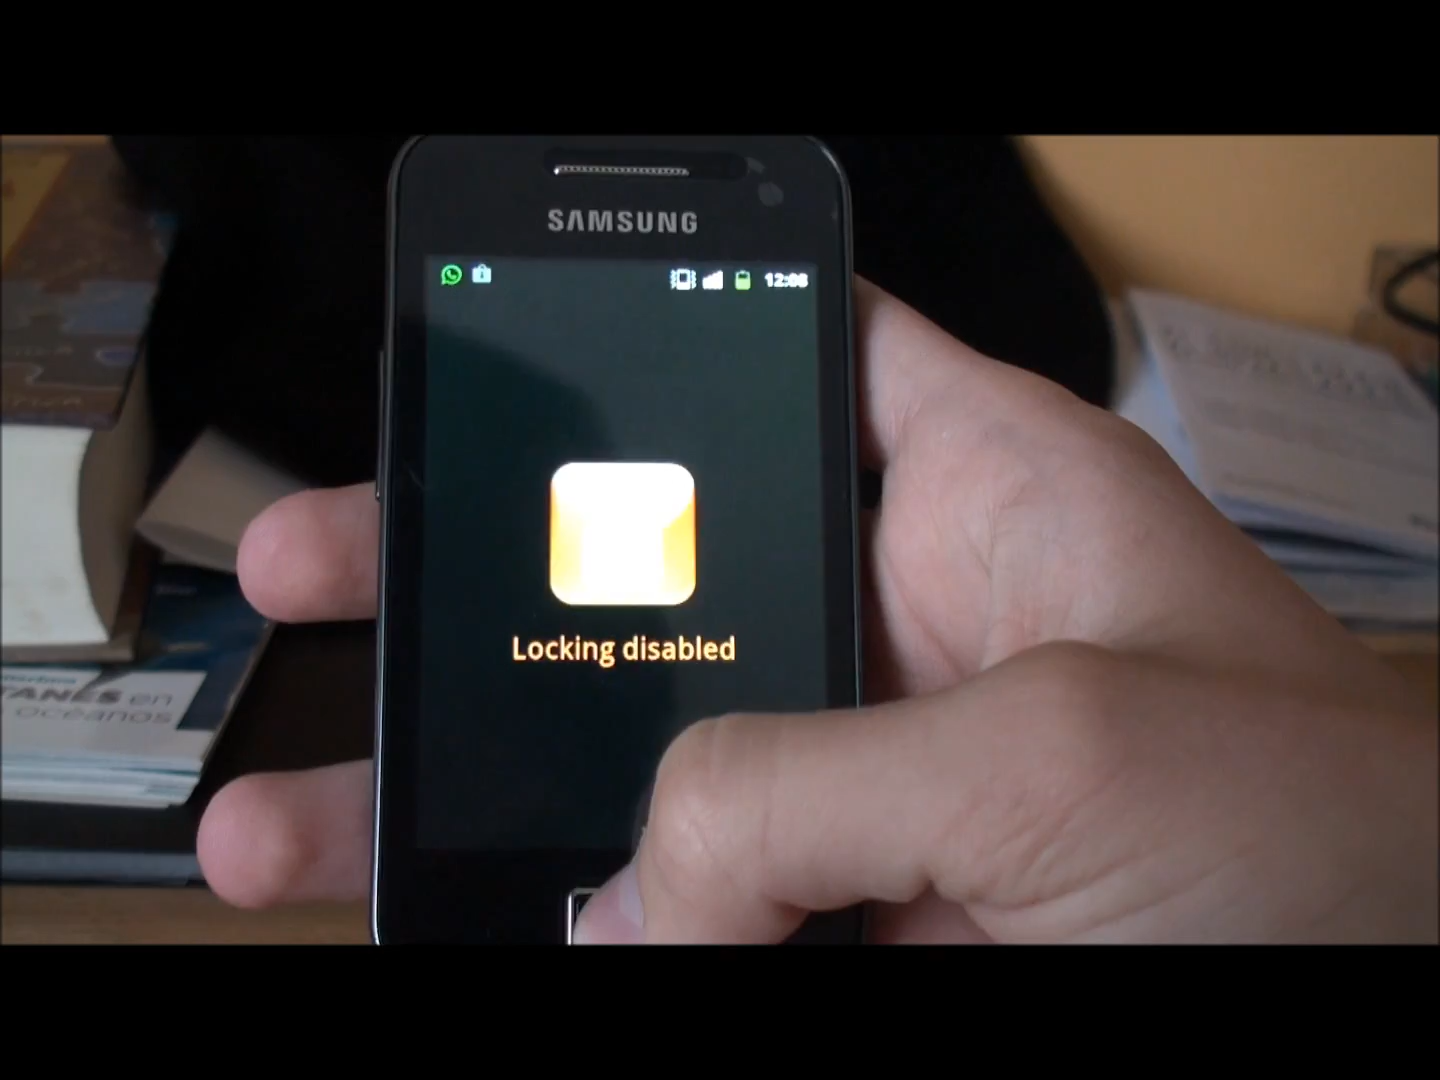 SAMSUNG
12:08
Locking disabled
TANES en
océanos